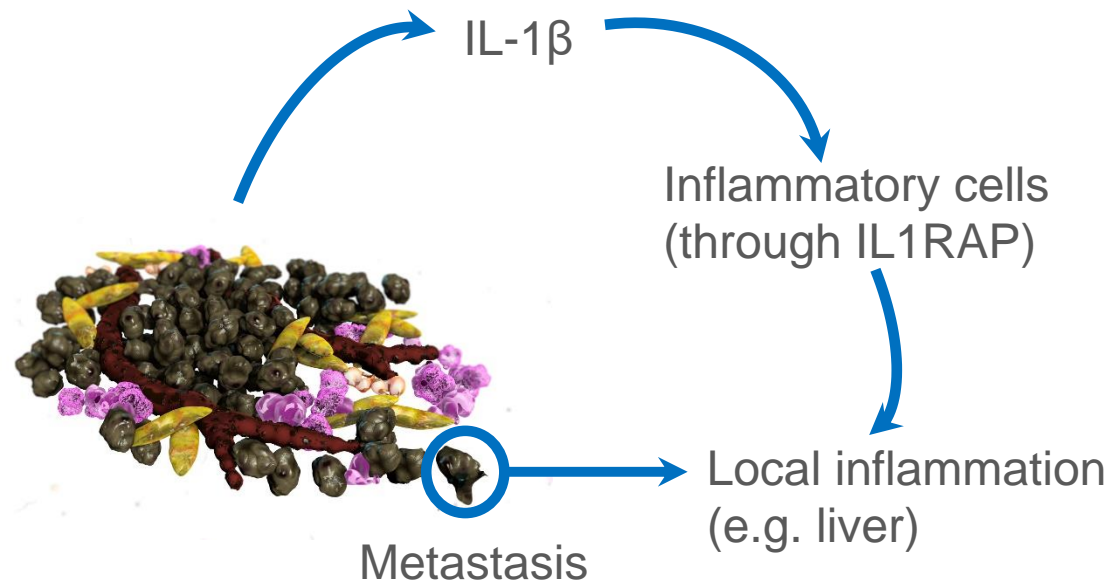 IL-1β
Inflammatory cells
(through IL1RAP)
Local inflammation
(e.g. liver)
Metastasis